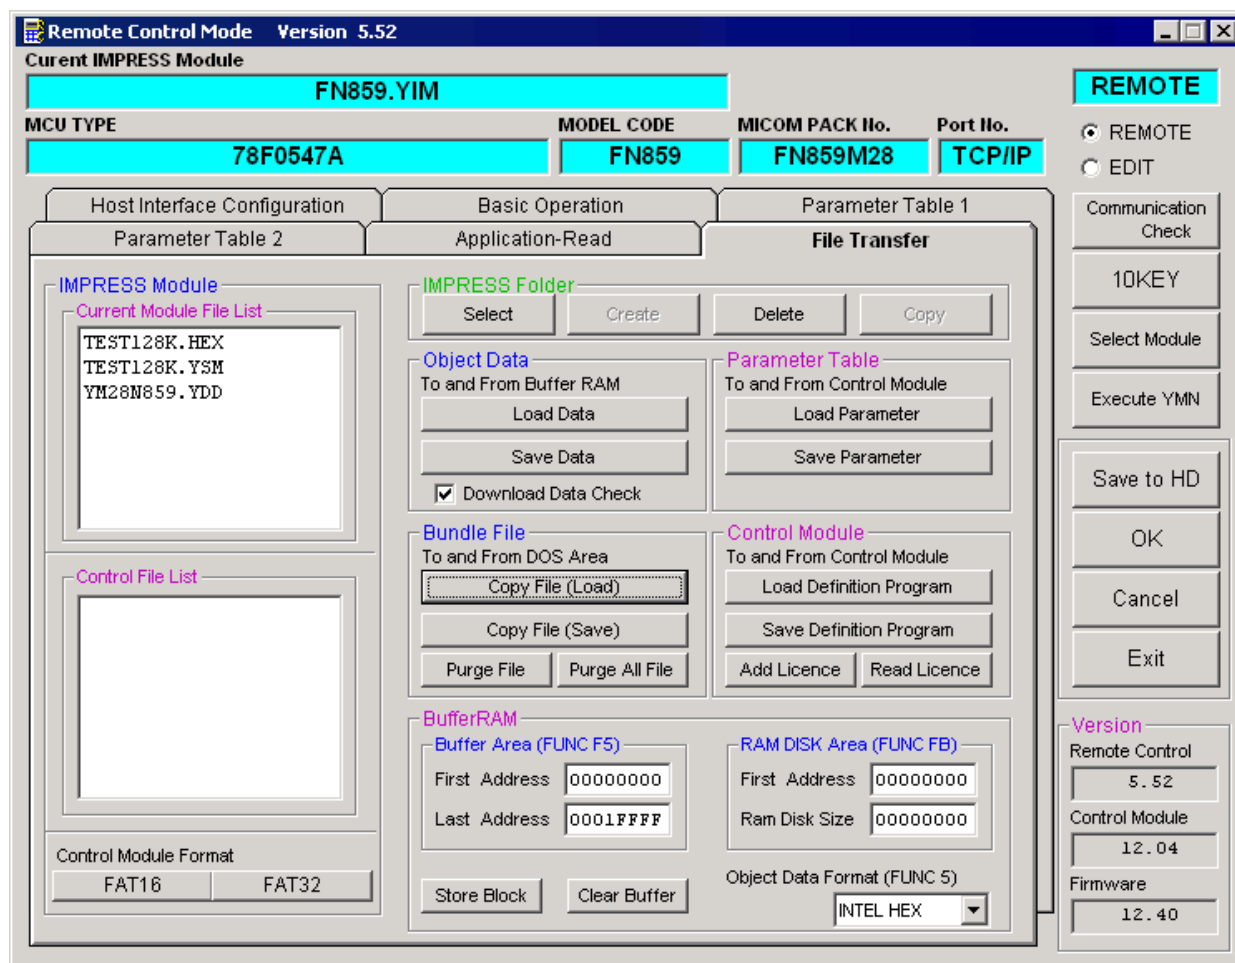 Remote Control Mode Version 5.52
Curent IMPRESS Module
FN859.YIM
REMOTE
MCU TYPE
MODEL CODE
MICOM PACK No.
Port No.
78F0547A
FN859
FN859M28
TCP/IP
REMOTE
EDIT
Host Interface Configuration
Basic Operation
Parameter Table 1
Parameter Table 2
Application-Read
File Transfer
Communication
Check
10KEY
Select Module
Execute YMN
IMPRESS Module
Current Module File List
TEST128K.HEX
TEST128K.YSM
YM28N859.YDD
Control File List
Control Module Format
FAT16
FAT32
IMPRESS Folder
Select
Create
Delete
Copy
Object Data
To and From Buffer RAM
Load Data
Save Data
Download Data Check
Parameter Table
To and From Control Module
Load Parameter
Save Parameter
Bundle File
To and From DOS Area
Copy File (Load)
Copy File (Save)
Purge File
Purge All File
Control Module
To and From Control Module
Load Definition Program
Save Definition Program
Add Licence
Read Licence
BufferRAM
Buffer Area (FUNC F5)
First Address 00000000
Last Address 0001FFFF
RAM DISK Area (FUNC FB)
First Address 00000000
Ram Disk Size 00000000
Store Block
Clear Buffer
Object Data Format (FUNC 5)
INTEL HEX
Save to HD
OK
Cancel
Exit
Version
Remote Control
5.52
Control Module
12.04
Firmware
12.40